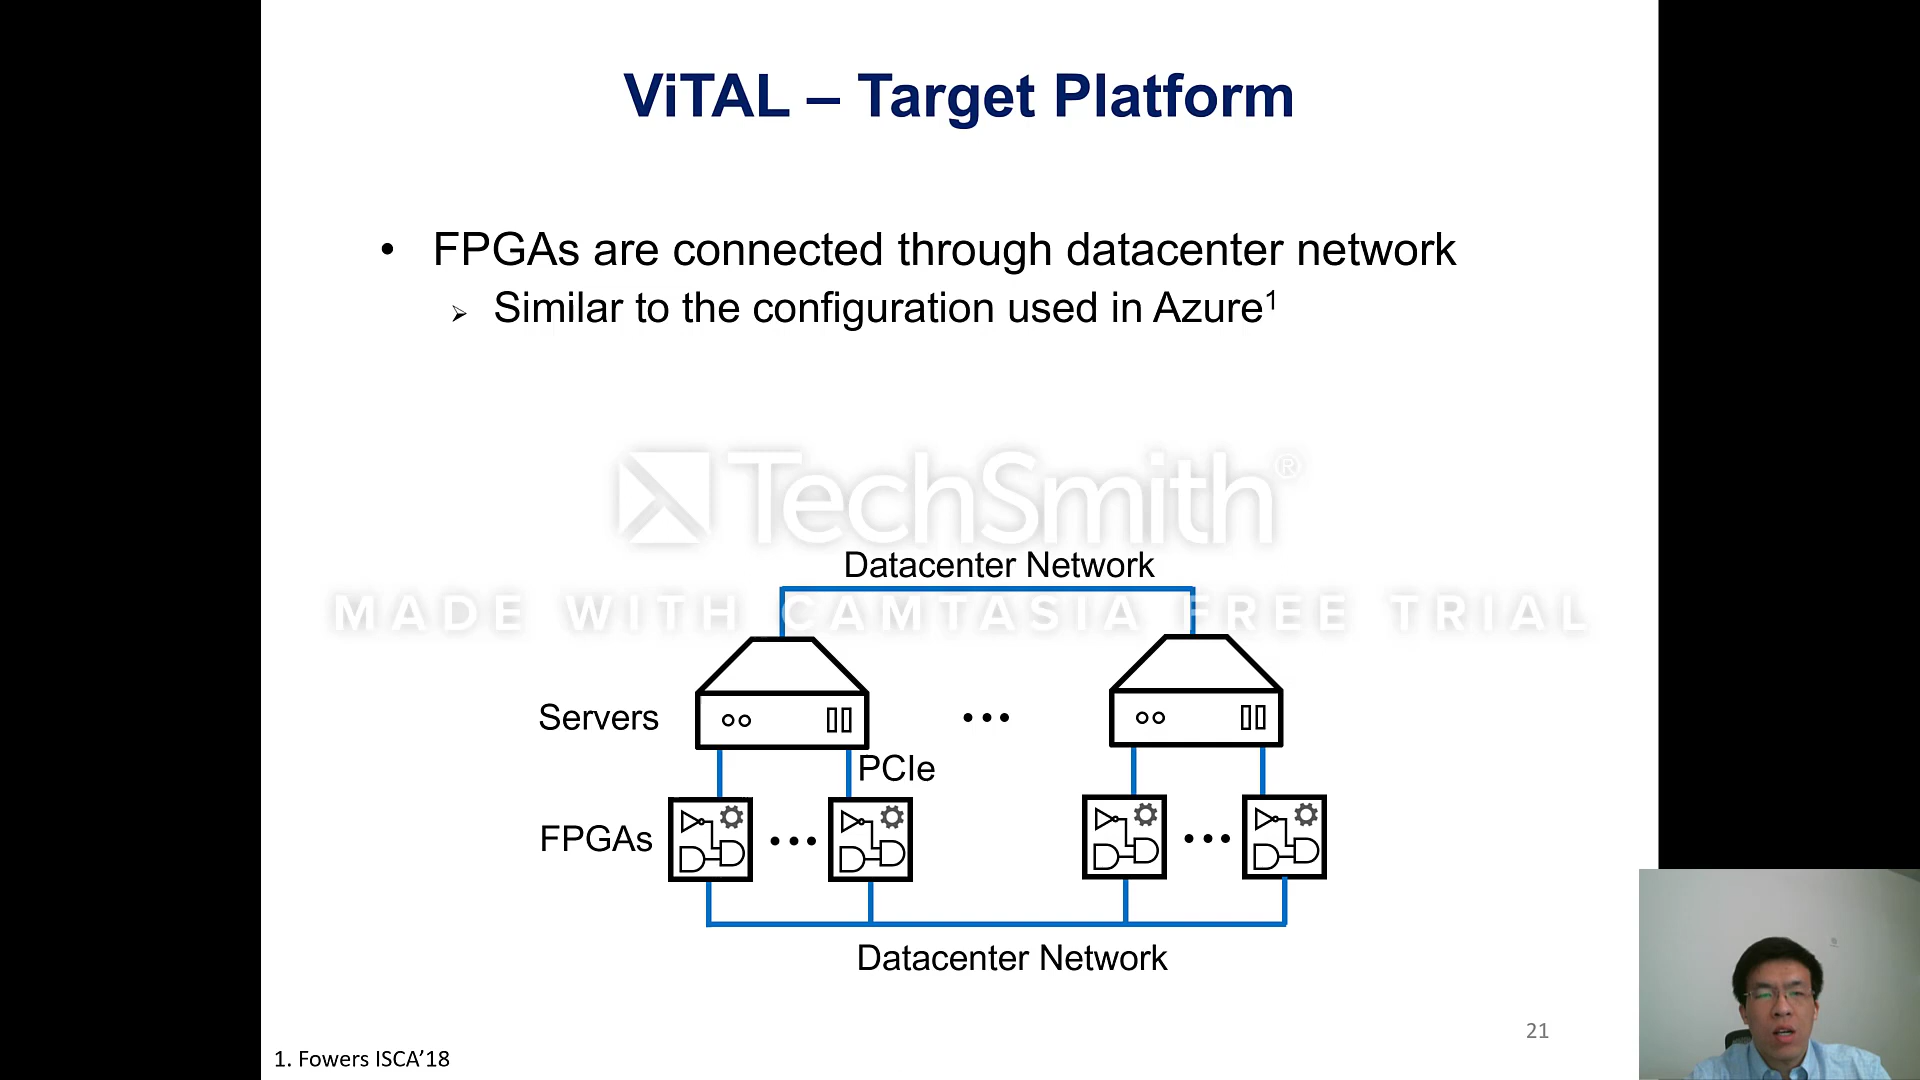 ViTAL – Target Platform
• FPGAs are connected through datacenter network
➢ Similar to the configuration used in Azure¹
TechSmith®
Datacenter Network
MADE WITH CAMTASIA FREE TRIAL
Servers
PCIe
FPGAs
Datacenter Network
21
1. Fowers ISCA’18